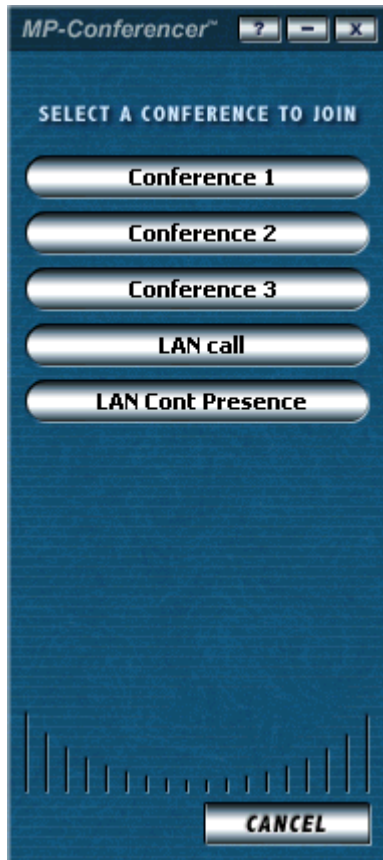 MP-Conferencer™ ? – X
SELECT A CONFERENCE TO JOIN
Conference 1
Conference 2
Conference 3
LAN call
LAN Cont Presence
CANCEL